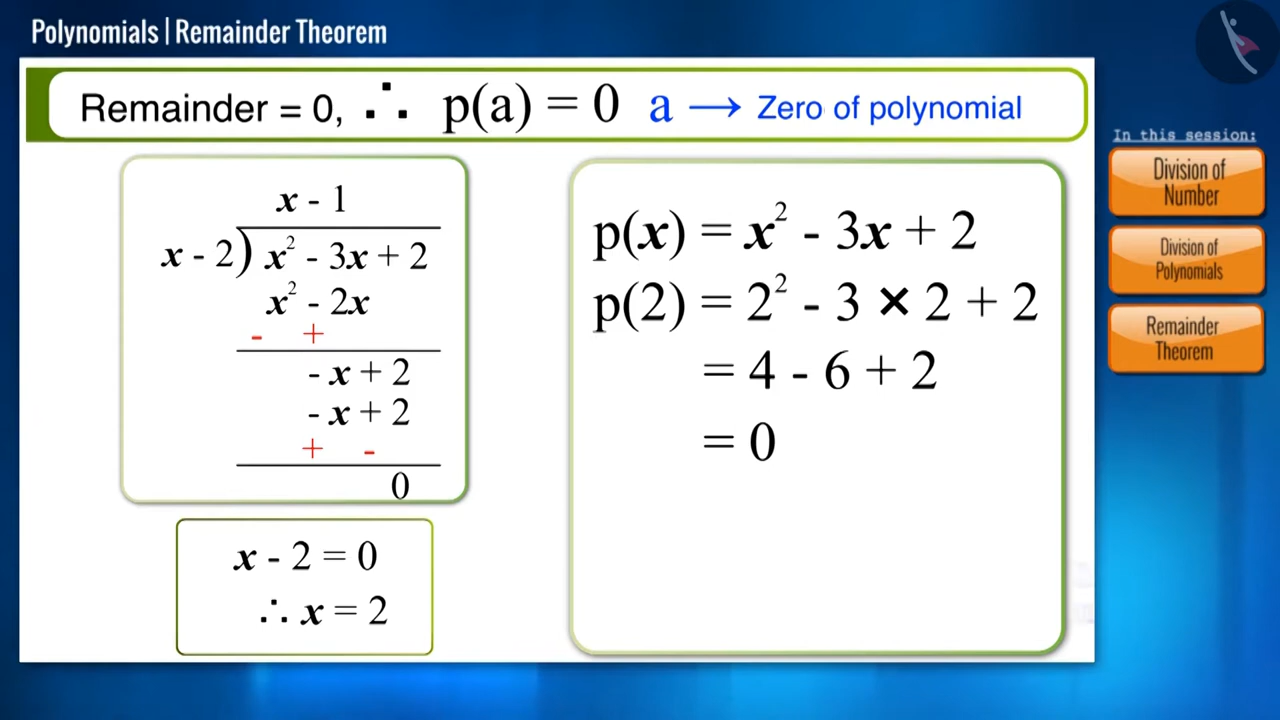 Polynomials | Remainder Theorem
Remainder = 0, ∴ p(a) = 0 a → Zero of polynomial
x - 1
x - 2) x² - 3x + 2
x² - 2x
- +
- x + 2
- x + 2
+ -
0
x - 2 = 0
∴ x = 2
p(x) = x² - 3x + 2
p(2) = 2² - 3 × 2 + 2
= 4 - 6 + 2
= 0
In this session:
Division of
Number
Division of
Polynomials
Remainder
Theorem